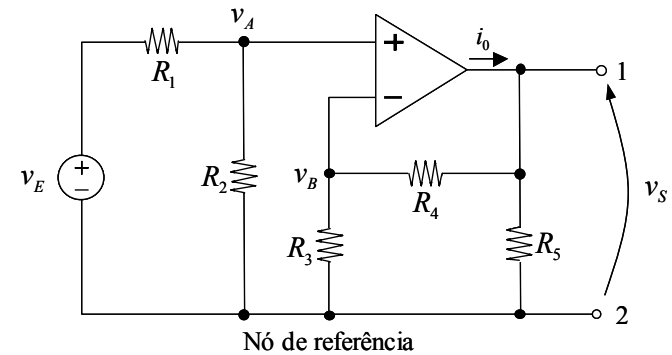 v_A
R_1
+
i_0
1
−
v_E
+
−
R_2
v_B
R_4
v_S
R_3
R_5
2
Nó de referência